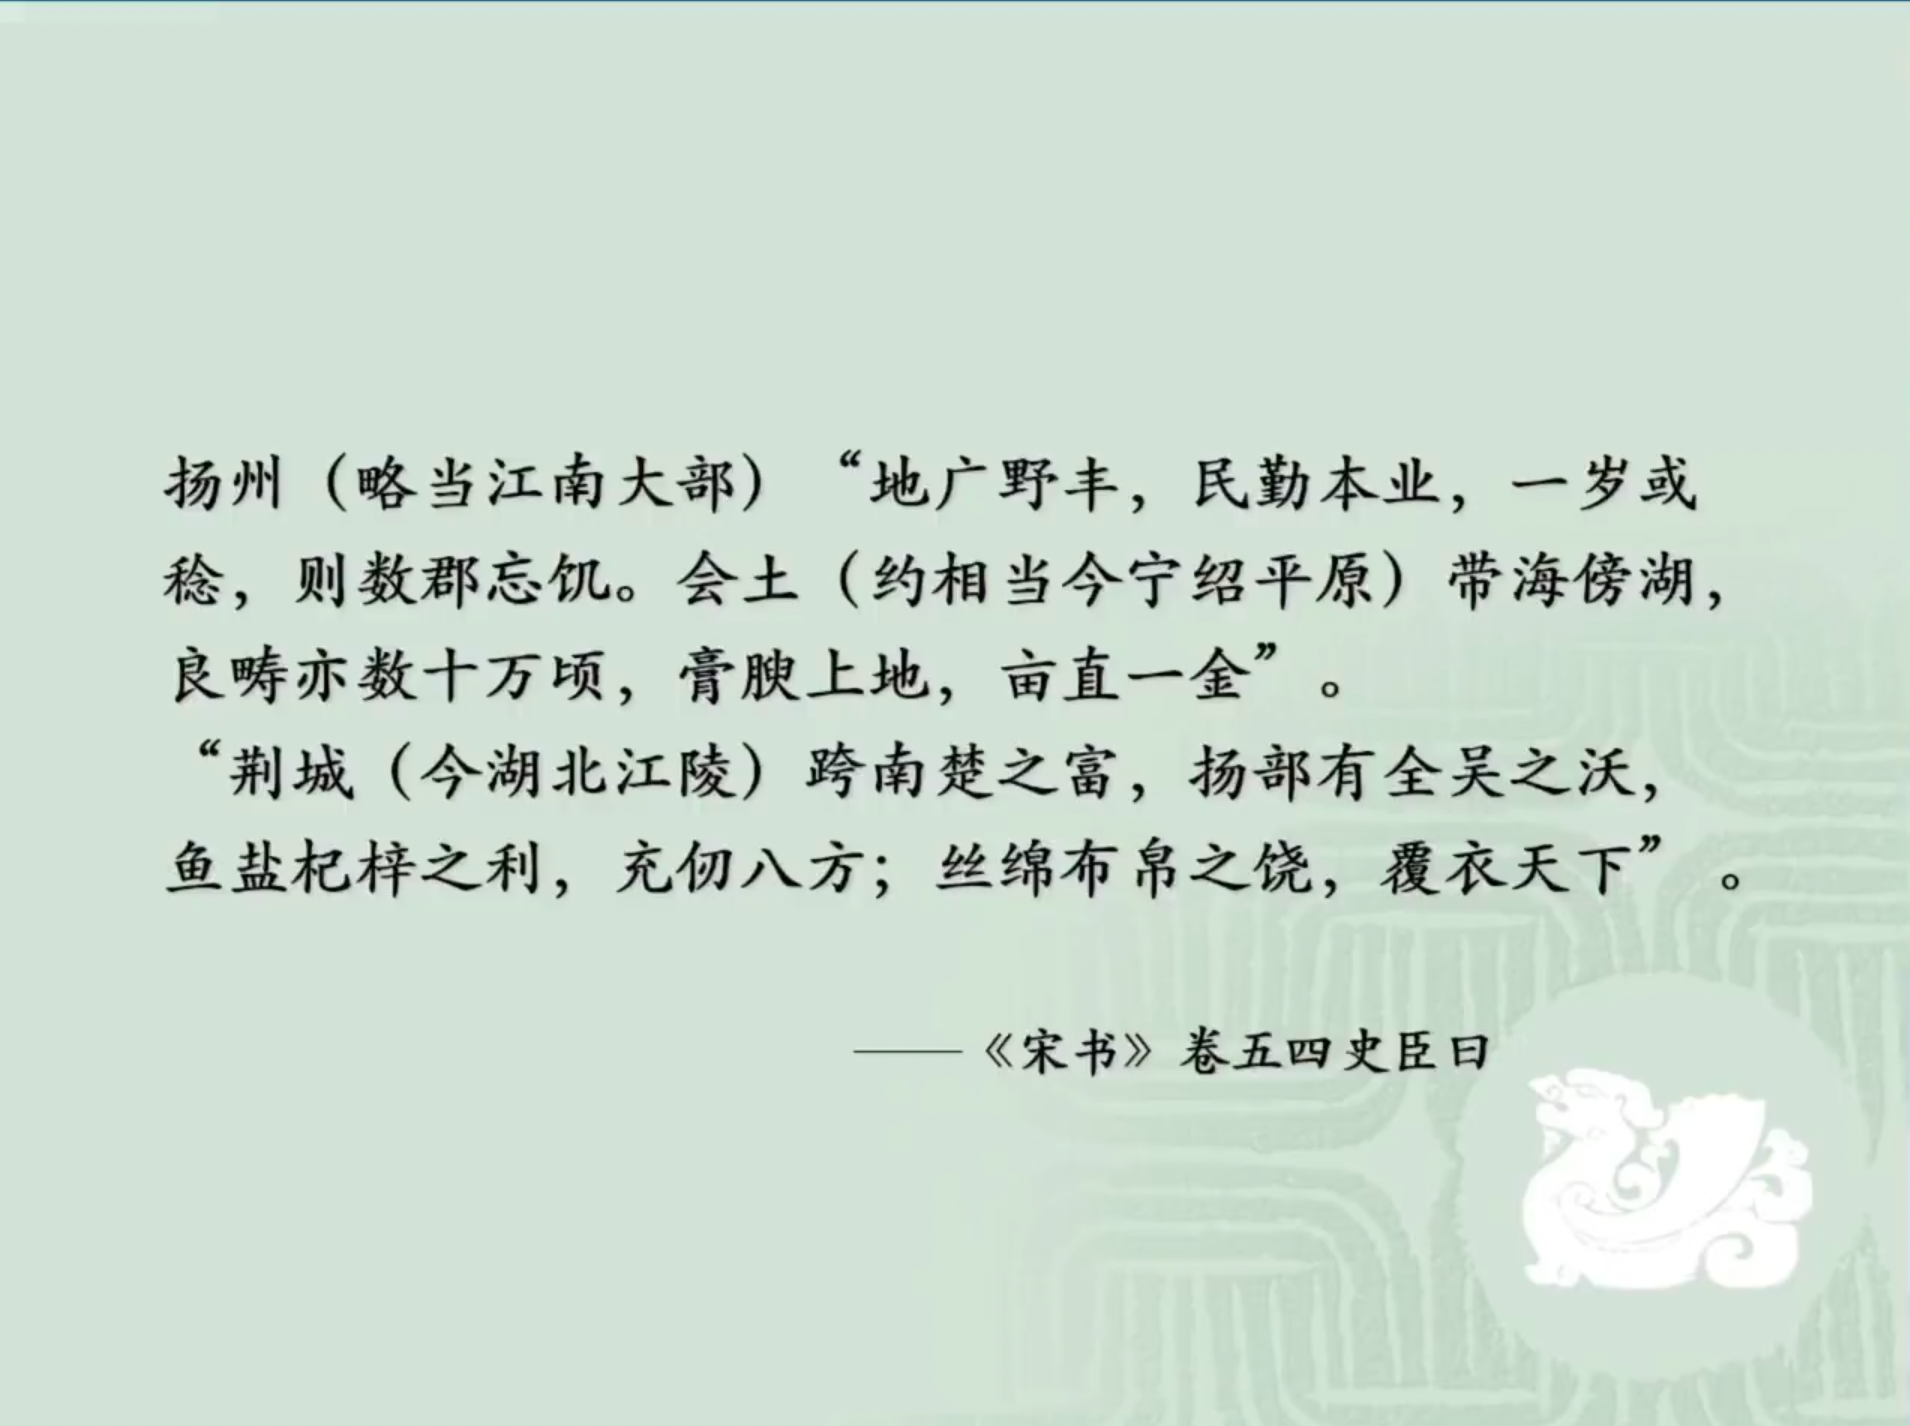 扬州（略当江南大部）“地广野丰，民勤本业，一岁或
稔，则数郡忘饥。会土（约相当今宁绍平原）带海傍湖，
良畴亦数十万顷，膏腴上地，亩直一金”。
“荆城（今湖北江陵）跨南楚之富，扬部有全吴之沃，
鱼盐杞梓之利，充仞八方；丝绵布帛之饶，覆衣天下”。
——《宋书》卷五四史臣曰